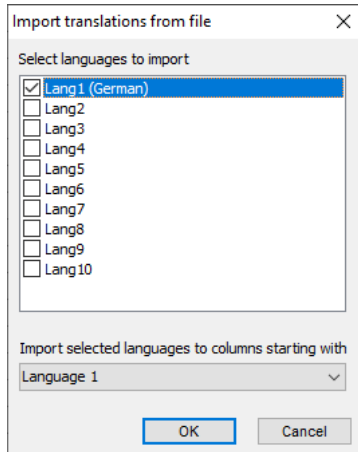 Import translations from file
Select languages to import
Lang1 (German)
Lang2
Lang3
Lang4
Lang5
Lang6
Lang7
Lang8
Lang9
Lang10
Import selected languages to columns starting with
Language 1
OK Cancel